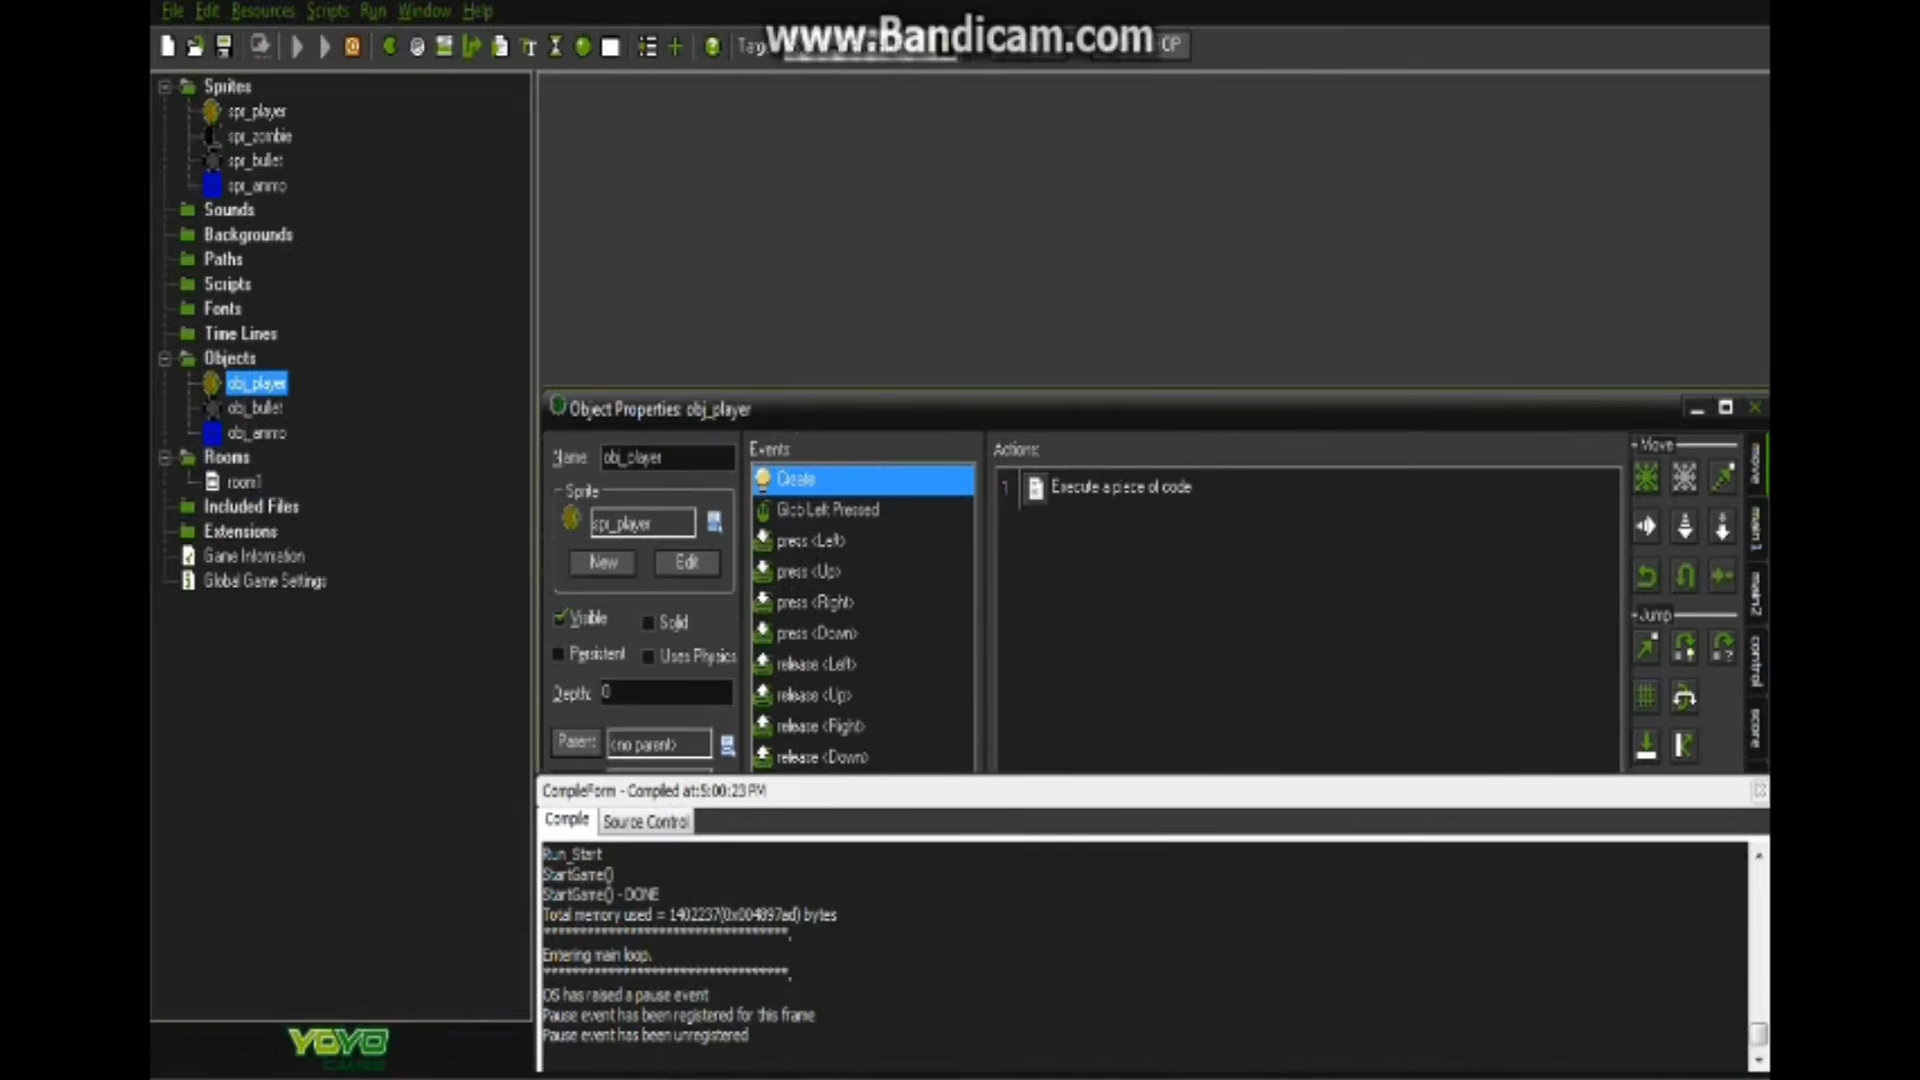 File Edit Resources Scripts Run Window Help
www.Bandicam.com
Sprites
spr_player
spr_zombie
spr_bullet
spr_ammo
Sounds
Backgrounds
Paths
Scripts
Fonts
Time Lines
Objects
obj_player
obj_bullet
obj_ammo
Rooms
room1
Included Files
Extensions
Game Information
Global Game Settings
YOYO
GAMES
Object Properties: obj_player
Name: obj_player
Sprite
spr_player
New Edit
Visible Solid
Persistent Uses Physics
Depth: 0
Parent <no parent>
Events:
Create
Glob Left Pressed
press <Left>
press <Up>
press <Right>
press <Down>
release <Left>
release <Up>
release <Right>
release <Down>
Actions:
1 Execute a piece of code
Move
Jump
move
main1
main2
control
score
CompileForm - Compiled at:5:00:23 PM
Compile Source Control
Run_Start
StartGame()
StartGame() - DONE
Total memory used = 1402237(0x004897ad) bytes
Entering main loop.
OS has raised a pause event
Pause event has been registered for this frame
Pause event has been unregistered